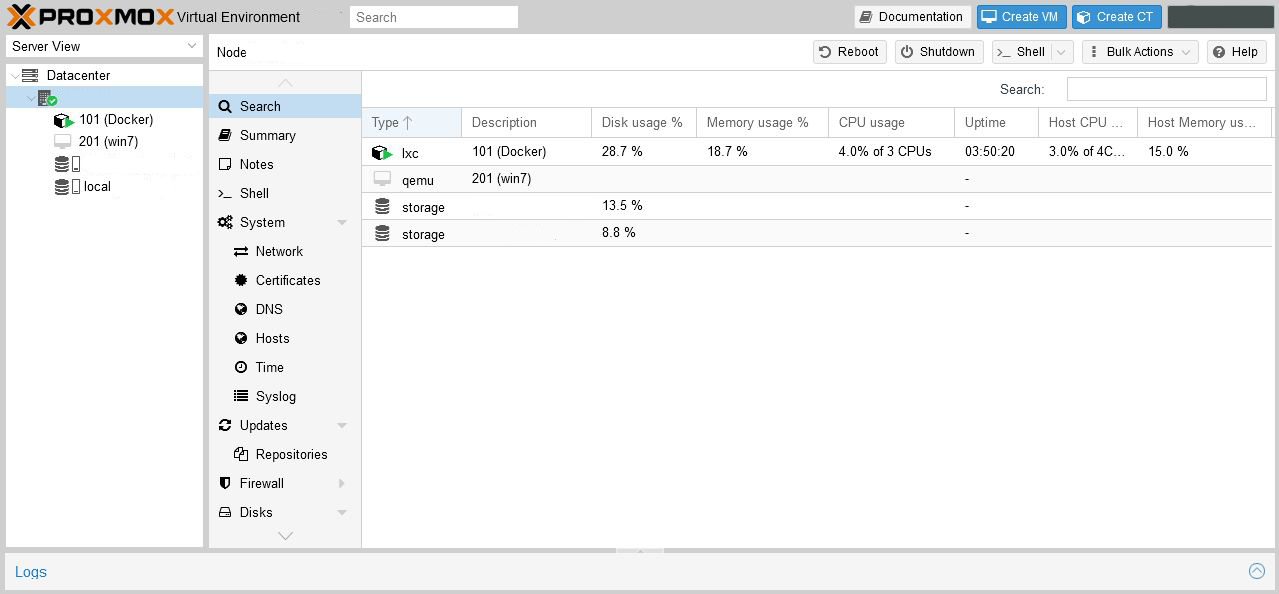 PROXMOX Virtual Environment Search Documentation Create VM Create CT
Server View
Node Reboot Shutdown Shell Bulk Actions Help
Datacenter
101 (Docker)
201 (win7)
local
Search
Summary
Notes
Shell
System
Network
Certificates
DNS
Hosts
Time
Syslog
Updates
Repositories
Firewall
Disks
Search:
Type Description Disk usage % Memory usage % CPU usage Uptime Host CPU ... Host Memory us...
lxc 101 (Docker) 28.7 % 18.7 % 4.0% of 3 CPUs 03:50:20 3.0% of 4C... 15.0 %
qemu 201 (win7) -
storage 13.5 % -
storage 8.8 % -
Logs